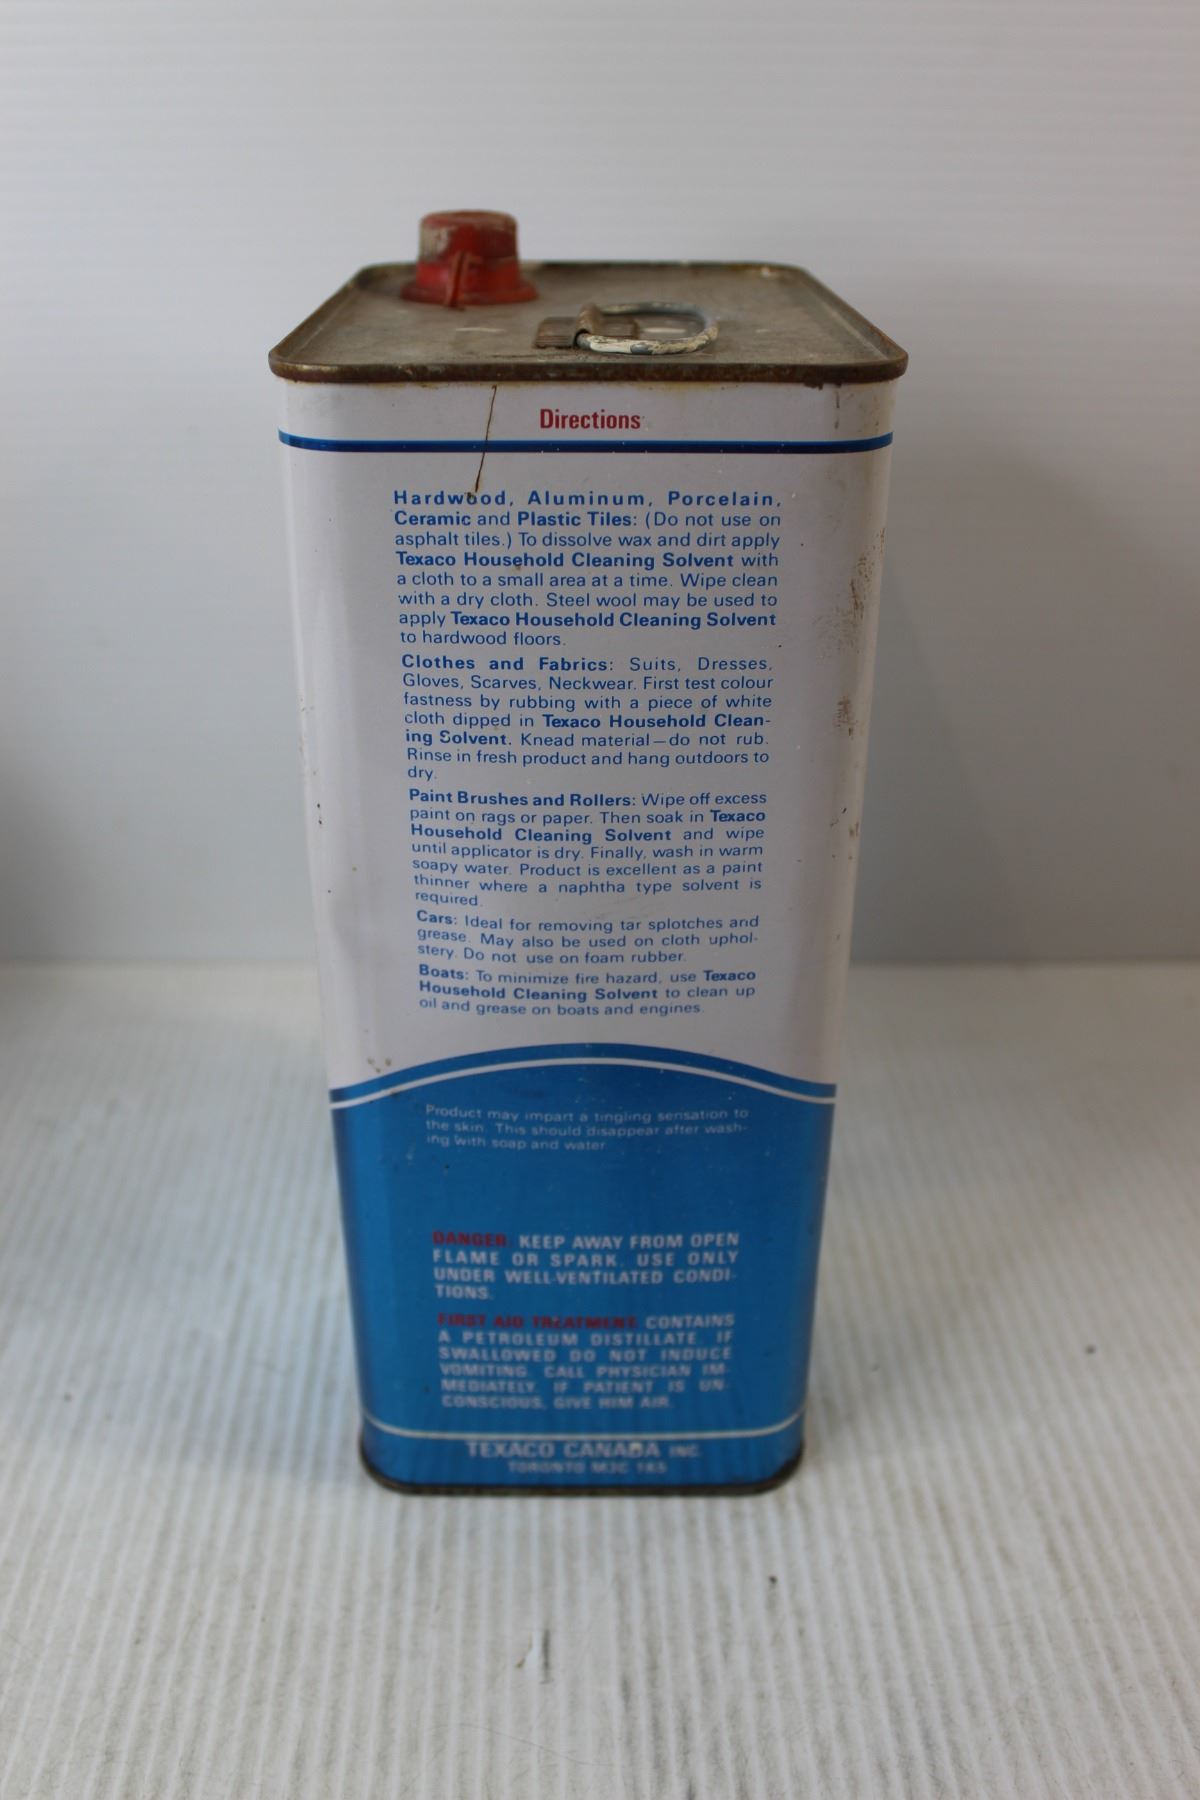 Directions
Hardwood, Aluminum, Porcelain,
Ceramic and Plastic Tiles: (Do not use on
asphalt tiles.) To dissolve wax and dirt apply
Texaco Household Cleaning Solvent with
a cloth to a small area at a time. Wipe clean
with a dry cloth. Steel wool may be used to
apply Texaco Household Cleaning Solvent
to hardwood floors.
Clothes and Fabrics: Suits, Dresses,
Gloves, Scarves, Neckwear. First test colour
fastness by rubbing with a piece of white
cloth dipped in Texaco Household Clean-
ing Solvent. Knead material—do not rub.
Rinse in fresh product and hang outdoors to
dry.
Paint Brushes and Rollers: Wipe off excess
paint on rags or paper. Then soak in Texaco
Household Cleaning Solvent and wipe
until applicator is dry. Finally, wash in warm
soapy water. Product is excellent as a paint
thinner where a naphtha type solvent is
required.
Cars: Ideal for removing tar splotches and
grease. May also be used on cloth uphol-
stery. Do not use on foam rubber.
Boats: To minimize fire hazard, use Texaco
Household Cleaning Solvent to clean up
oil and grease on boats and engines.
Product may impart a tingling sensation to
the skin. This should disappear after wash-
ing with soap and water.
DANGER: KEEP AWAY FROM OPEN
FLAME OR SPARK. USE ONLY
UNDER WELL-VENTILATED CONDI-
TIONS.
FIRST AID TREATMENT: CONTAINS
A PETROLEUM DISTILLATE. IF
SWALLOWED DO NOT INDUCE
VOMITING. CALL PHYSICIAN IM-
MEDIATELY. IF PATIENT IS UN-
CONSCIOUS, GIVE HIM AIR.
TEXACO CANADA INC.
TORONTO M3C